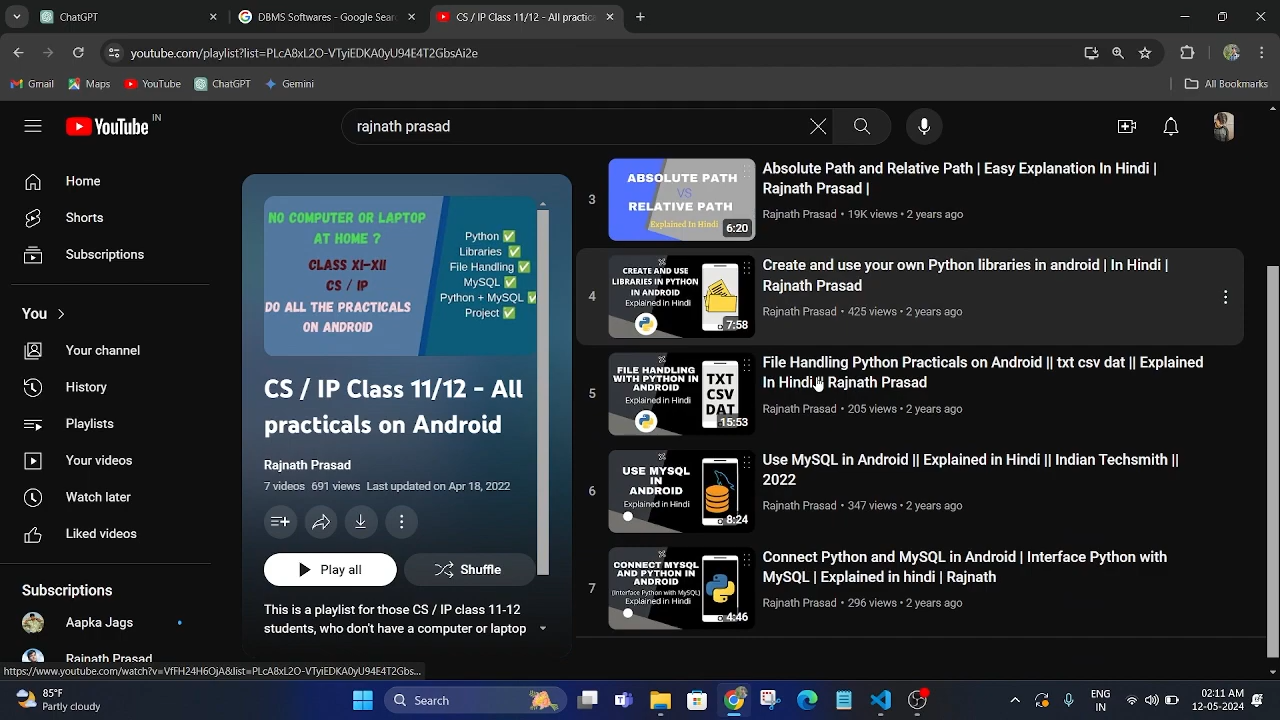 ChatGPT
DBMS Softwares - Google Sear
CS / IP Class 11/12 - All practica
youtube.com/playlist?list=PLcA8xL2O-VTyiEDKA0yU94E4T2GbsAi2e
Gmail
Maps
YouTube
ChatGPT
Gemini
All Bookmarks
YouTube
IN
rajnath prasad
Home
Shorts
Subscriptions
You
Your channel
History
Playlists
Your videos
Watch later
Liked videos
Subscriptions
Aapka Jags
Rajnath Prasad
NO COMPUTER OR LAPTOP
AT HOME ?
CLASS XI-XII
CS / IP
DO ALL THE PRACTICALS
ON ANDROID
Python
Libraries
File Handling
MySQL
Python + MySQL
Project
CS / IP Class 11/12 - All
practicals on Android
Rajnath Prasad
7 videos 691 views Last updated on Apr 18, 2022
Play all
Shuffle
This is a playlist for those CS / IP class 11-12
students, who don't have a computer or laptop
3
ABSOLUTE PATH
VS
RELATIVE PATH
Explained In Hindi
6:20
Absolute Path and Relative Path | Easy Explanation In Hindi |
Rajnath Prasad |
Rajnath Prasad • 19K views • 2 years ago
4
CREATE AND USE
LIBRARIES IN PYTHON
IN ANDROID
Explained in Hindi
7:58
Create and use your own Python libraries in android | In Hindi |
Rajnath Prasad
Rajnath Prasad • 425 views • 2 years ago
5
FILE HANDLING
WITH PYTHON IN
ANDROID
Explained in Hindi
TXT
CSV
DAT
15:53
File Handling Python Practicals on Android || txt csv dat || Explained
In Hindi Rajnath Prasad
Rajnath Prasad • 205 views • 2 years ago
6
USE MYSQL
IN
ANDROID
Explained in Hindi
8:24
Use MySQL in Android || Explained in Hindi || Indian Techsmith ||
2022
Rajnath Prasad • 347 views • 2 years ago
7
CONNECT MYSQL
AND PYTHON IN
ANDROID
(Interface Python with MySQL)
Explained in Hindi
4:46
Connect Python and MySQL in Android | Interface Python with
MySQL | Explained in hindi | Rajnath
Rajnath Prasad • 296 views • 2 years ago
https://www.youtube.com/watch?v=VfFH24H6OjA&list=PLcA8xL2O-VTyiEDKA0yU94E4T2Gbs...
85°F
Partly cloudy
Search
ENG
IN
02:11 AM
12-05-2024